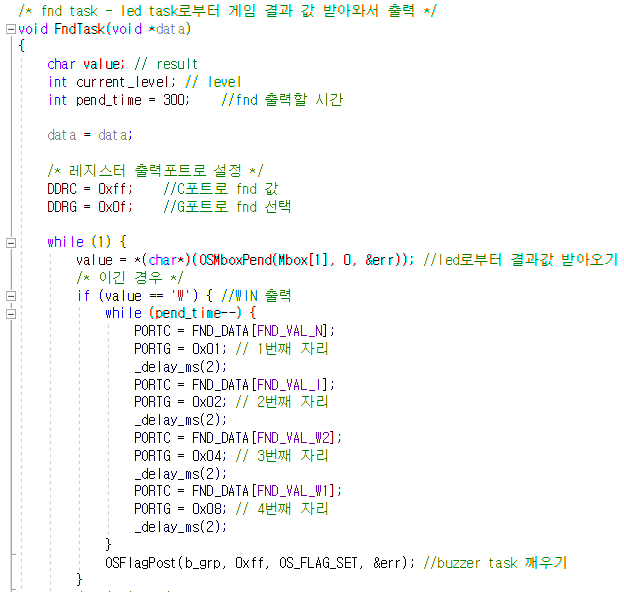 /* fnd task - led task로부터 게임 결과 값 받아와서 출력 */
void FndTask(void *data)
{
char value; // result
int current_level; // level
int pend_time = 300; //fnd 출력할 시간
data = data;
/* 레지스터 출력포트로 설정 */
DDRC = 0xff; //C포트로 fnd 값
DDRG = 0x0f; //G포트로 fnd 선택
while (1) {
value = *(char*)(OSMboxPend(Mbox[1], 0, &err)); //led로부터 결과값 받아오기
/* 이긴 경우 */
if (value == 'W') { //WIN 출력
while (pend_time--) {
PORTC = FND_DATA[FND_VAL_N];
PORTG = 0x01; // 1번째 자리
_delay_ms(2);
PORTC = FND_DATA[FND_VAL_I];
PORTG = 0x02; // 2번째 자리
_delay_ms(2);
PORTC = FND_DATA[FND_VAL_W2];
PORTG = 0x04; // 3번째 자리
_delay_ms(2);
PORTC = FND_DATA[FND_VAL_W1];
PORTG = 0x08; // 4번째 자리
_delay_ms(2);
}
OSFlagPost(b_grp, 0xff, OS_FLAG_SET, &err); //buzzer task 깨우기
}